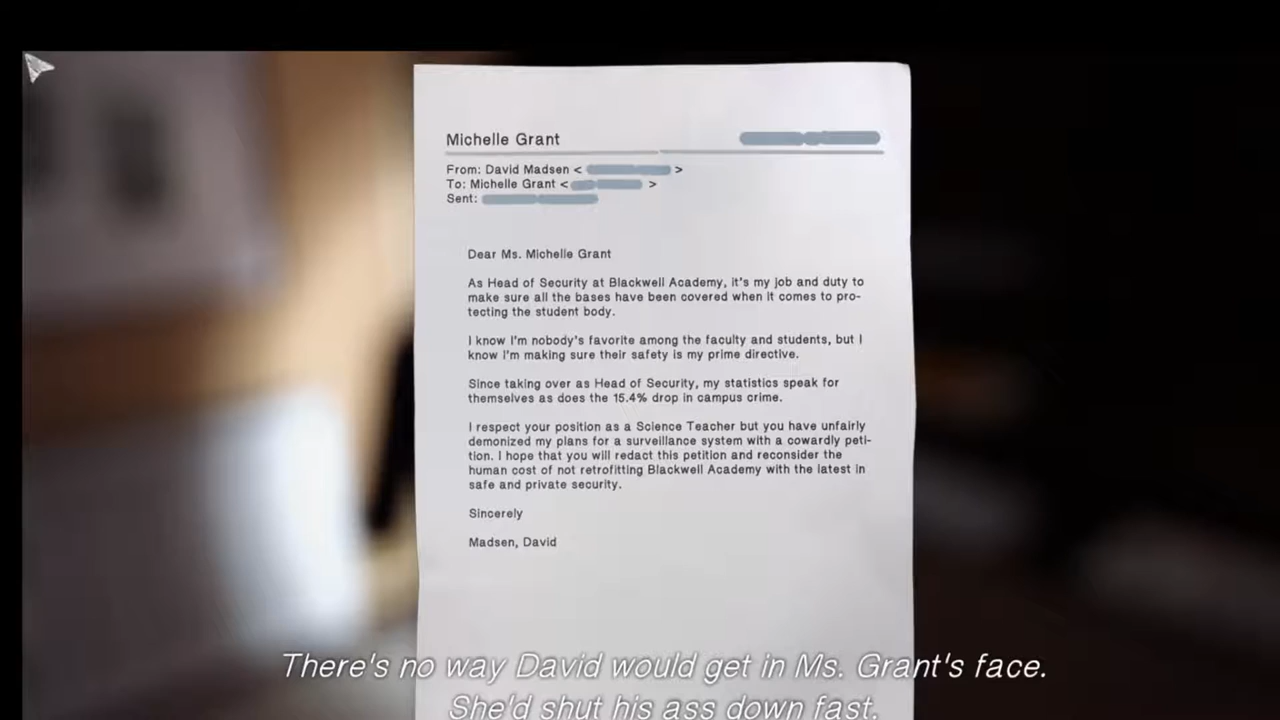 Michelle Grant
From: David Madsen < >
To: Michelle Grant < >
Sent:
Dear Ms. Michelle Grant
As Head of Security at Blackwell Academy, it's my job and duty to
make sure all the bases have been covered when it comes to pro-
tecting the student body.
I know I'm nobody's favorite among the faculty and students, but I
know I'm making sure their safety is my prime directive.
Since taking over as Head of Security, my statistics speak for
themselves as does the 15.4% drop in campus crime.
I respect your position as a Science Teacher but you have unfairly
demonized my plans for a surveillance system with a cowardly peti-
tion. I hope that you will redact this petition and reconsider the
human cost of not retrofitting Blackwell Academy with the latest in
safe and private security.
Sincerely
Madsen, David
There's no way David would get in Ms. Grant's face.
She'd shut his ass down fast.